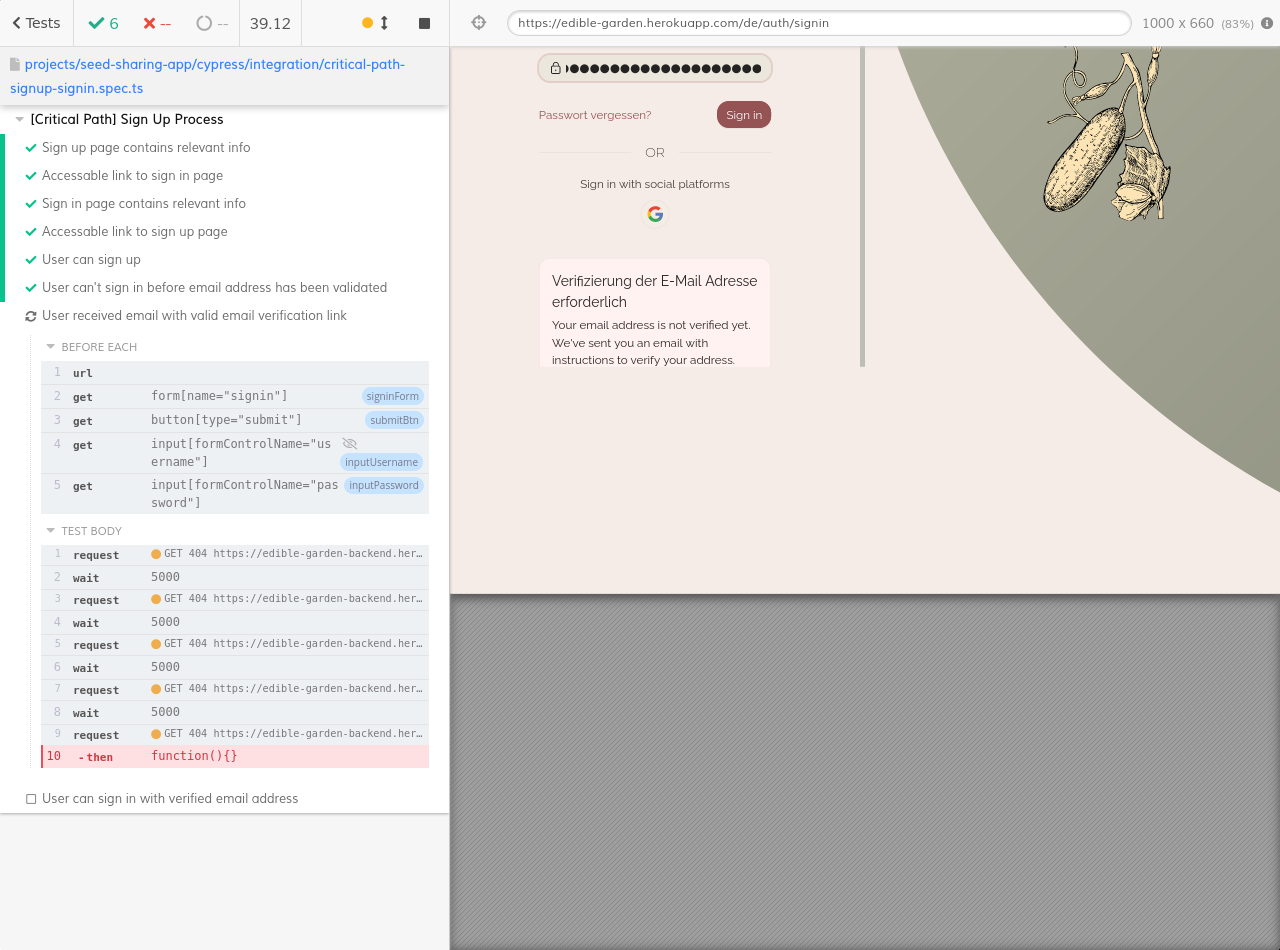 Tests
6
--
--
39.12
projects/seed-sharing-app/cypress/integration/critical-path-
signup-signin.spec.ts
[Critical Path] Sign Up Process
Sign up page contains relevant info
Accessable link to sign in page
Sign in page contains relevant info
Accessable link to sign up page
User can sign up
User can't sign in before email address has been validated
User received email with valid email verification link
BEFORE EACH
1 url
2 get form[name="signin"] signinForm
3 get button[type="submit"] submitBtn
4 get input[formControlName="us
ername"] inputUsername
5 get input[formControlName="pas inputPassword
sword"]
TEST BODY
1 request GET 404 https://edible-garden-backend.her…
2 wait 5000
3 request GET 404 https://edible-garden-backend.her…
4 wait 5000
5 request GET 404 https://edible-garden-backend.her…
6 wait 5000
7 request GET 404 https://edible-garden-backend.her…
8 wait 5000
9 request GET 404 https://edible-garden-backend.her…
10 -then function(){}
User can sign in with verified email address
https://edible-garden.herokuapp.com/de/auth/signin
1000 x 660 (83%)
Passwort vergessen? Sign in
OR
Sign in with social platforms
Verifizierung der E-Mail Adresse
erforderlich
Your email address is not verified yet.
We've sent you an email with
instructions to verify your address.